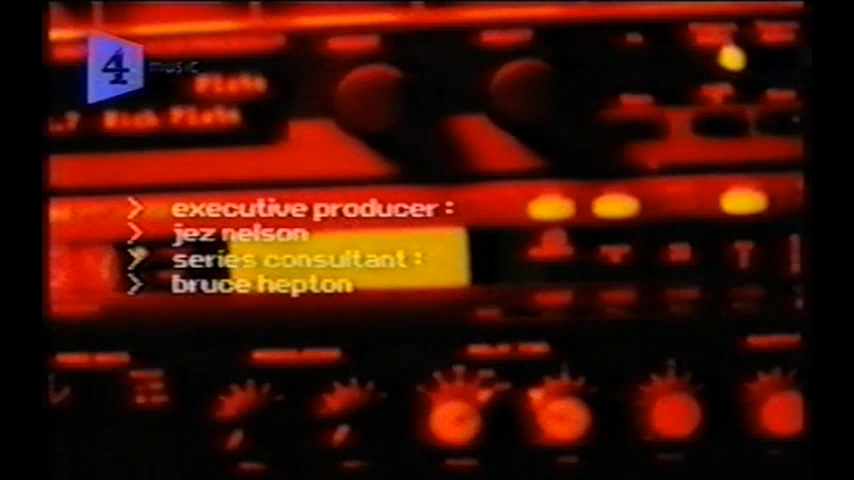 4 music
Plate
Rich Plate
> executive producer :
> jez nelson
> series consultant :
> bruce hepton